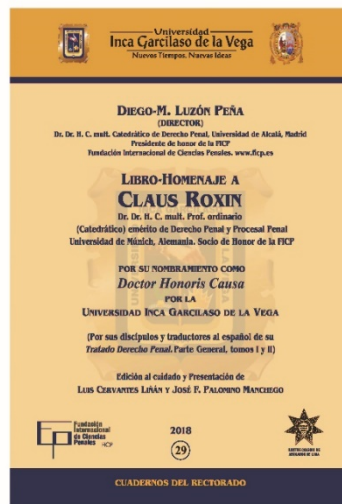 Universidad
Inca Garcilaso de la Vega
Nuevos Tiempos. Nuevas Ideas
DIEGO-M. LUZÓN PEÑA
(DIRECTOR)
Dr. Dr. H. C. mult. Catedrático de Derecho Penal, Universidad de Alcalá, Madrid
Presidente de honor de la FICP
Fundación Internacional de Ciencias Penales. www.ficp.es
LIBRO-HOMENAJE A
CLAUS ROXIN
Dr. Dr. H. C. mult. Prof. ordinario
(Catedrático) emérito de Derecho Penal y Procesal Penal
Universidad de Múnich, Alemania. Socio de Honor de la FICP
POR SU NOMBRAMIENTO COMO
Doctor Honoris Causa
POR LA
UNIVERSIDAD INCA GARCILASO DE LA VEGA
(Por sus discípulos y traductores al español de su
Tratado Derecho Penal. Parte General, tomos I y II)
Edición al cuidado y Presentación de
LUIS CERVANTES LIÑÁN Y JOSÉ F. PALOMINO MANCHEGO
Fundación
Internacional
de Ciencias
Penales FICP
2018
29
CUADERNOS DEL RECTORADO